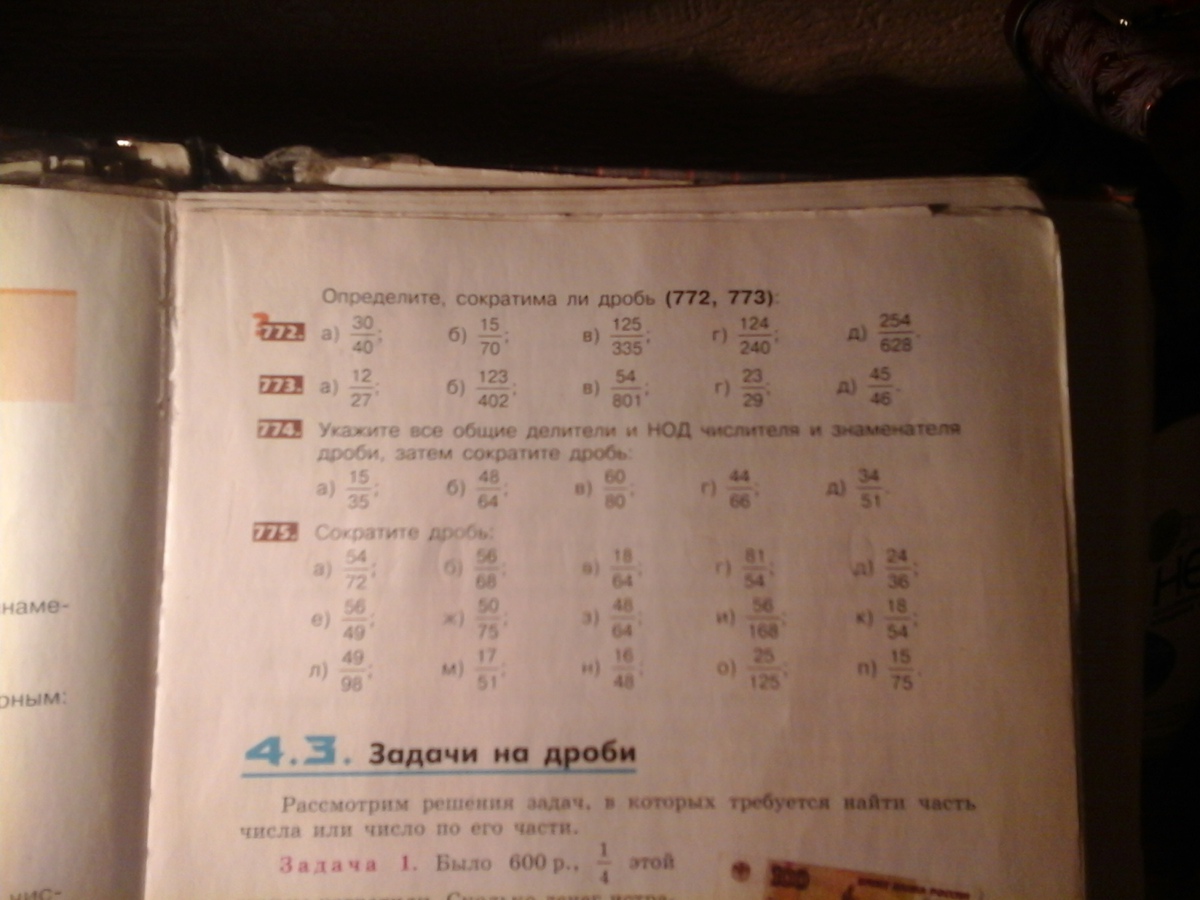 Определите, сократима ли дробь (772, 773):
772. а) 30/40; б) 15/70; в) 125/335; г) 124/240; д) 254/628.
773. а) 12/27; б) 123/402; в) 54/801; г) 23/29; д) 45/46.
774. Укажите все общие делители и НОД числителя и знаменателя
дроби, затем сократите дробь:
а) 15/35; б) 48/64; в) 60/80; г) 44/66; д) 34/51.
775. Сократите дробь:
а) 54/72; б) 56/68; в) 18/64; г) 81/54; д) 24/36;
е) 56/49; ж) 50/75; з) 48/64; и) 56/168; к) 18/54;
л) 49/98; м) 17/51; н) 16/48; о) 25/125; п) 15/75.
4.3. Задачи на дроби
Рассмотрим решения задач, в которых требуется найти часть
числа или число по его части.
Задача 1. Было 600 р., 1/4 этой
наме-
рным: